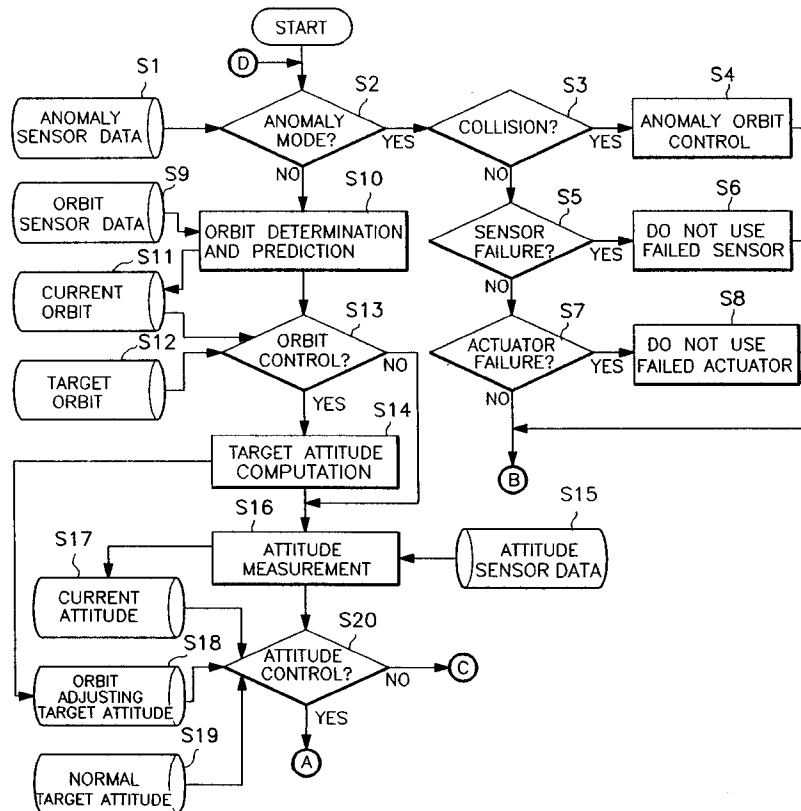 START
D
S1
S2
S3
S4
ANOMALY
SENSOR DATA
ANOMALY
MODE?
YES
COLLISION?
YES
ANOMALY ORBIT
CONTROL
NO
NO
S9
S10
S5
S6
ORBIT
SENSOR DATA
ORBIT DETERMINATION
AND PREDICTION
SENSOR
FAILURE?
YES
DO NOT USE
FAILED SENSOR
NO
S11
CURRENT
ORBIT
S13
S7
S8
S12
ORBIT
CONTROL?
NO
ACTUATOR
FAILURE?
YES
DO NOT USE
FAILED ACTUATOR
TARGET
ORBIT
YES
NO
S14
TARGET ATTITUDE
COMPUTATION
B
S16
S15
S17
ATTITUDE
MEASUREMENT
ATTITUDE
SENSOR DATA
CURRENT
ATTITUDE
S20
S18
ATTITUDE
CONTROL?
NO
C
ORBIT
ADJUSTING
TARGET ATTITUDE
YES
S19
A
NORMAL
TARGET ATTITUDE